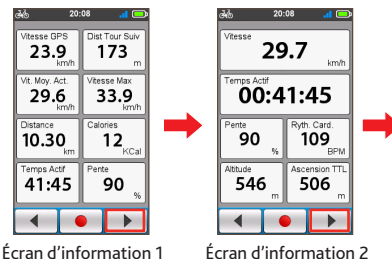 20:08
Vitesse GPS
23.9
km/h
Dist Tour Suiv
173
m
Vit. Moy. Act.
29.6
km/h
Vitesse Max
33.9
km/h
Distance
10.30
km
Calories
12
KCal
Temps Actif
41:45
Pente
90
%
Écran d'information 1
20:08
Vitesse
29.7
km/h
Temps Actif
00:41:45
Pente
90
%
Ryth. Card.
109
BPM
Altitude
546
m
Ascension TTL
506
m
Écran d'information 2